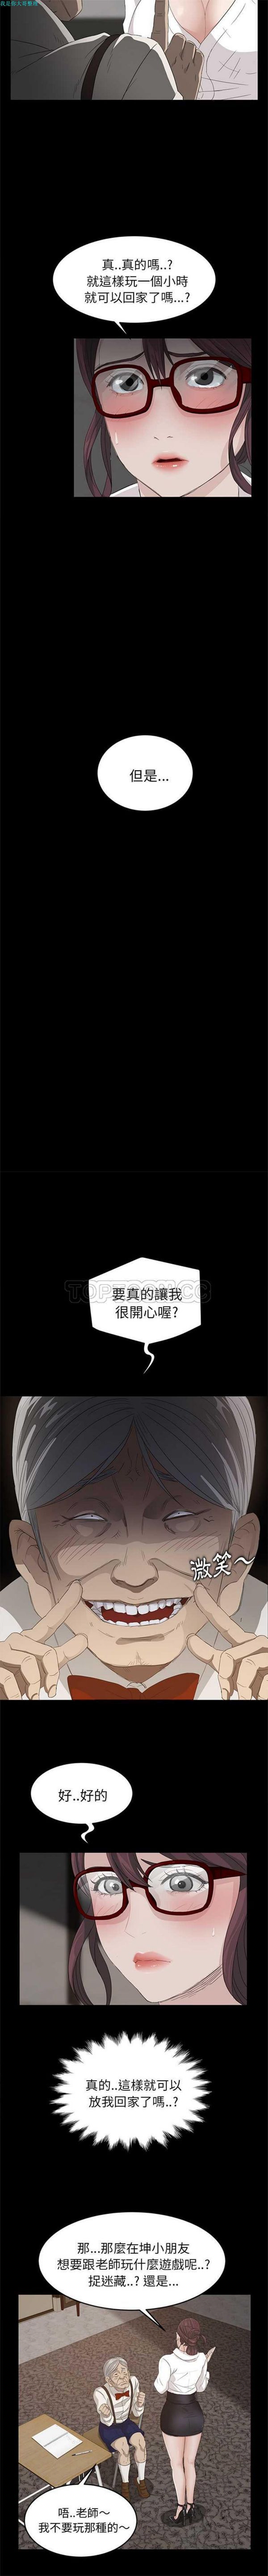 真..真的嗎..?
就這樣玩一個小時
就可以回家了嗎...?
但是...
要真的讓我
很開心喔?
微笑～
好..好的
真的..這樣就可以
放我回家了嗎..?
那...那麼在坤小朋友
想要跟老師玩什麼遊戲呢..?
捉迷藏..? 還是...
唔..老師～
我不要玩那種的～